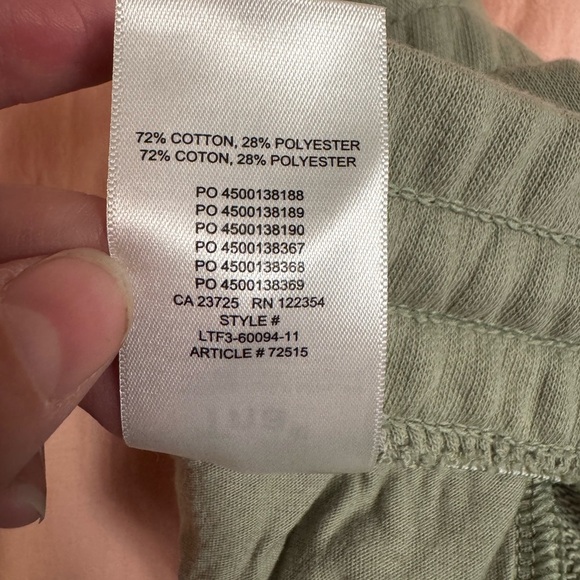 72% COTTON, 28% POLYESTER
72% COTON, 28% POLYESTER
PO 4500138188
PO 4500138189
PO 4500138190
PO 4500138367
PO 4500138368
PO 4500138369
CA 23725 RN 122354
STYLE #
LTF3-60094-11
ARTICLE # 72515